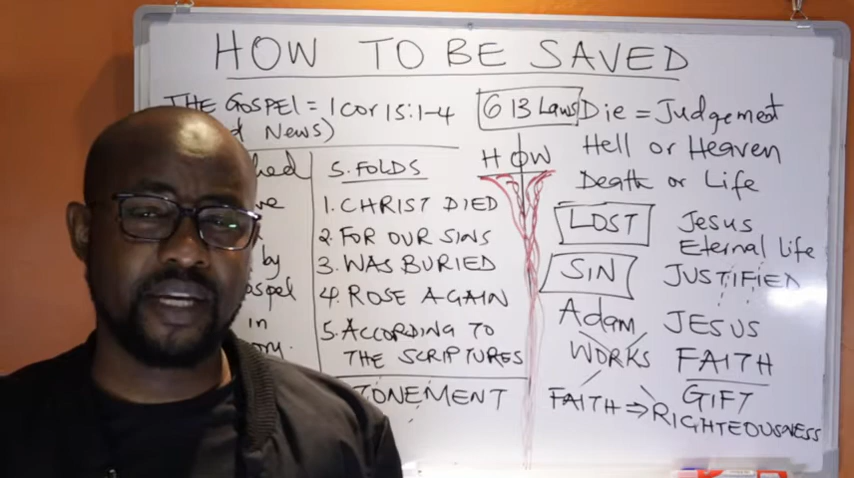 HOW TO BE SAVED
THE GOSPEL = 1 Cor 15:1-4
News)
5. FOLDS
1. CHRIST DIED
2. FOR OUR SINS
3. WAS BURIED
4. ROSE AGAIN
5. ACCORDING TO
THE SCRIPTURES
by
in
TONEMENT
613 Laws
HOW
Die = Judgement
Hell or Heaven
Death or Life
LOST
Jesus
Eternal life
SIN
JUSTIFIED
Adam
JESUS
WORKS
FAITH
GIFT
FAITH ⇒ RIGHTEOUSNESS